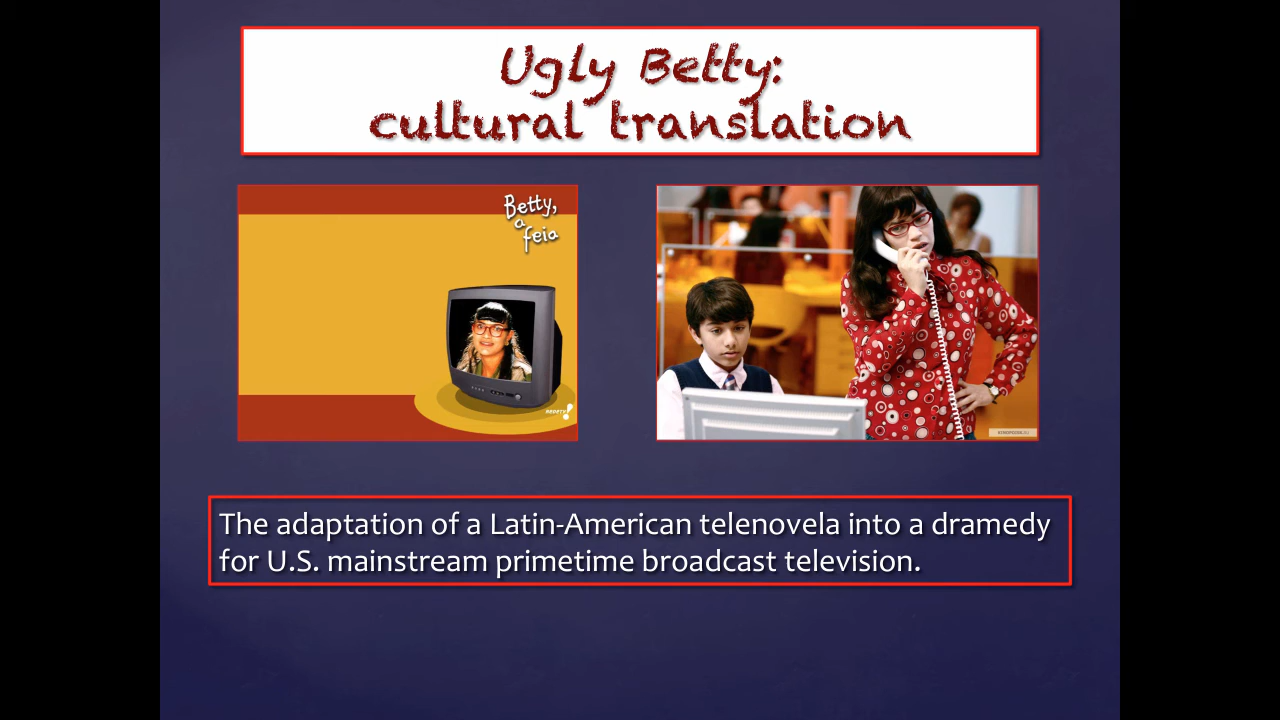 Ugly Betty:
cultural translation
Betty,
a
feia
The adaptation of a Latin-American telenovela into a dramedy
for U.S. mainstream primetime broadcast television.